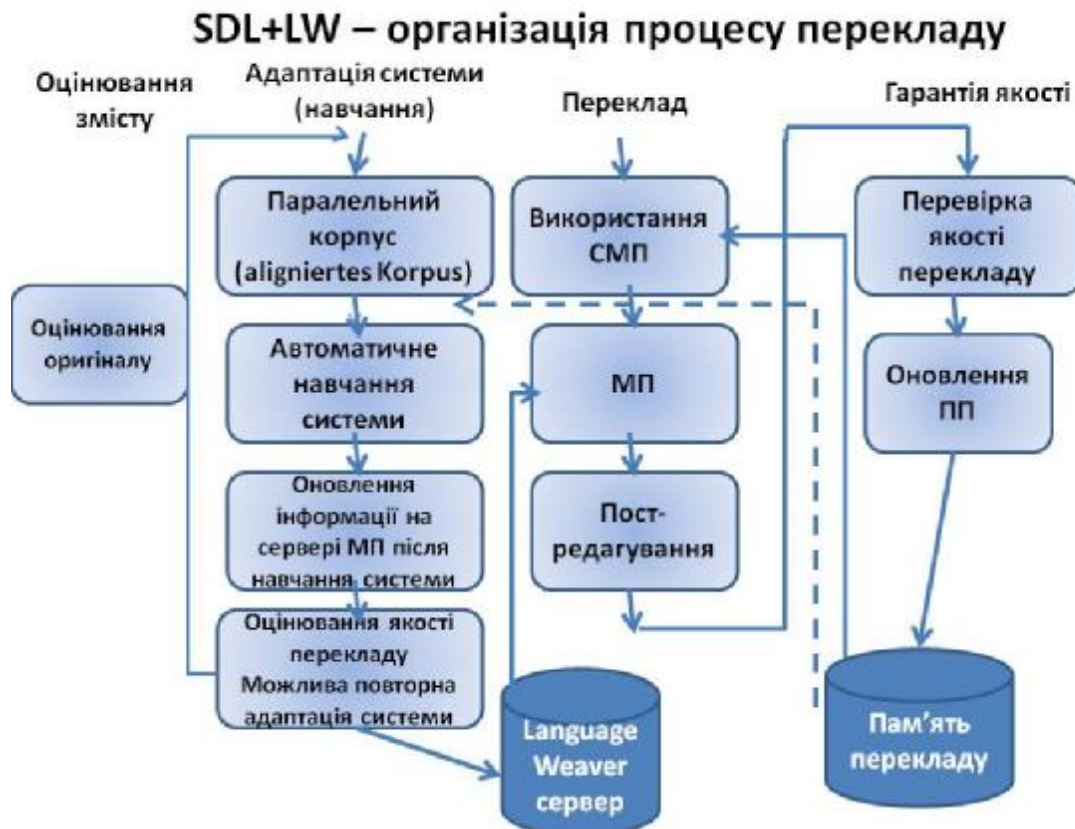 SDL+LW – організація процесу перекладу
Оцінювання
змісту
Адаптація системи
(навчання)
Переклад
Гарантія якості
Оцінювання
оригіналу
Паралельний
корпус
(aligniertes Korpus)
Автоматичне
навчання
системи
Оновлення
інформації на
сервері МП після
навчання системи
Оцінювання якості
перекладу
Можлива повторна
адаптація системи
Використання
СМП
МП
Пост-
редагування
Language
Weaver
сервер
Перевірка
якості
перекладу
Оновлення
ПП
Пам’ять
перекладу